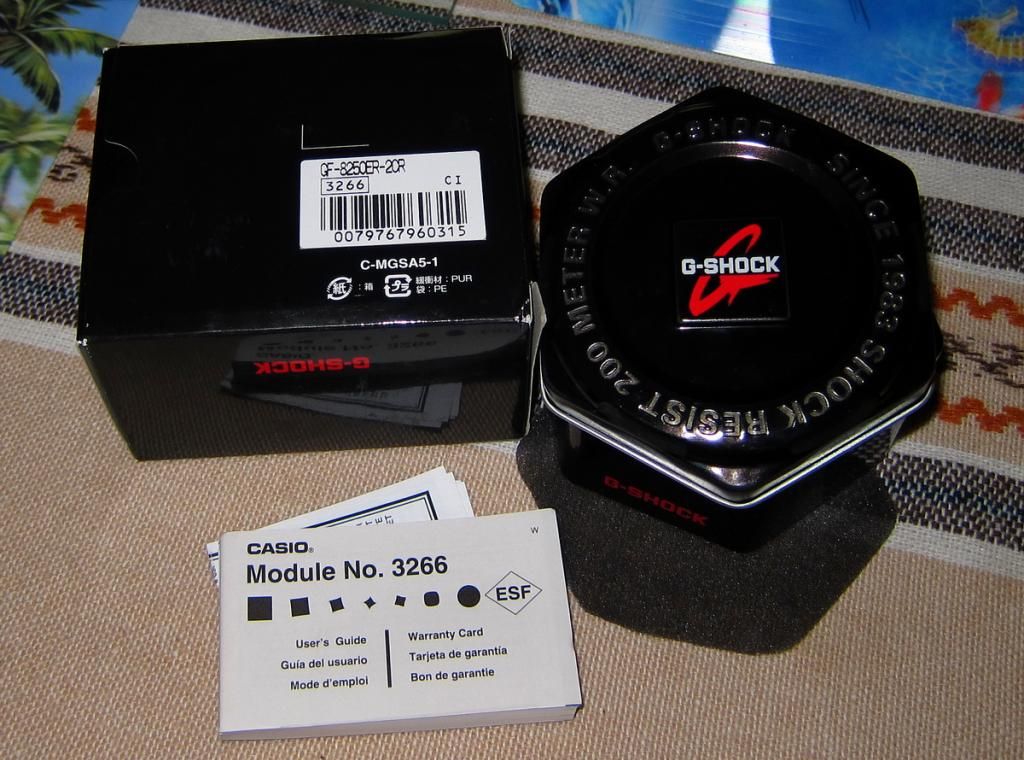 GF-8250ER-2CR
3266
CI
0079767960315
C-MGSA5-1
紙 : 箱
プラ 緩衝材 : PUR
袋 : PE
G-SHOCK
G-SHOCK SINCE 1983 SHOCK RESIST 200 METER W.R.
G-SHOCK
G-SHOCK
CASIO®
W
Module No. 3266
ESF
User's Guide
Guía del usuario
Mode d'emploi
Warranty Card
Tarjeta de garantía
Bon de garantie